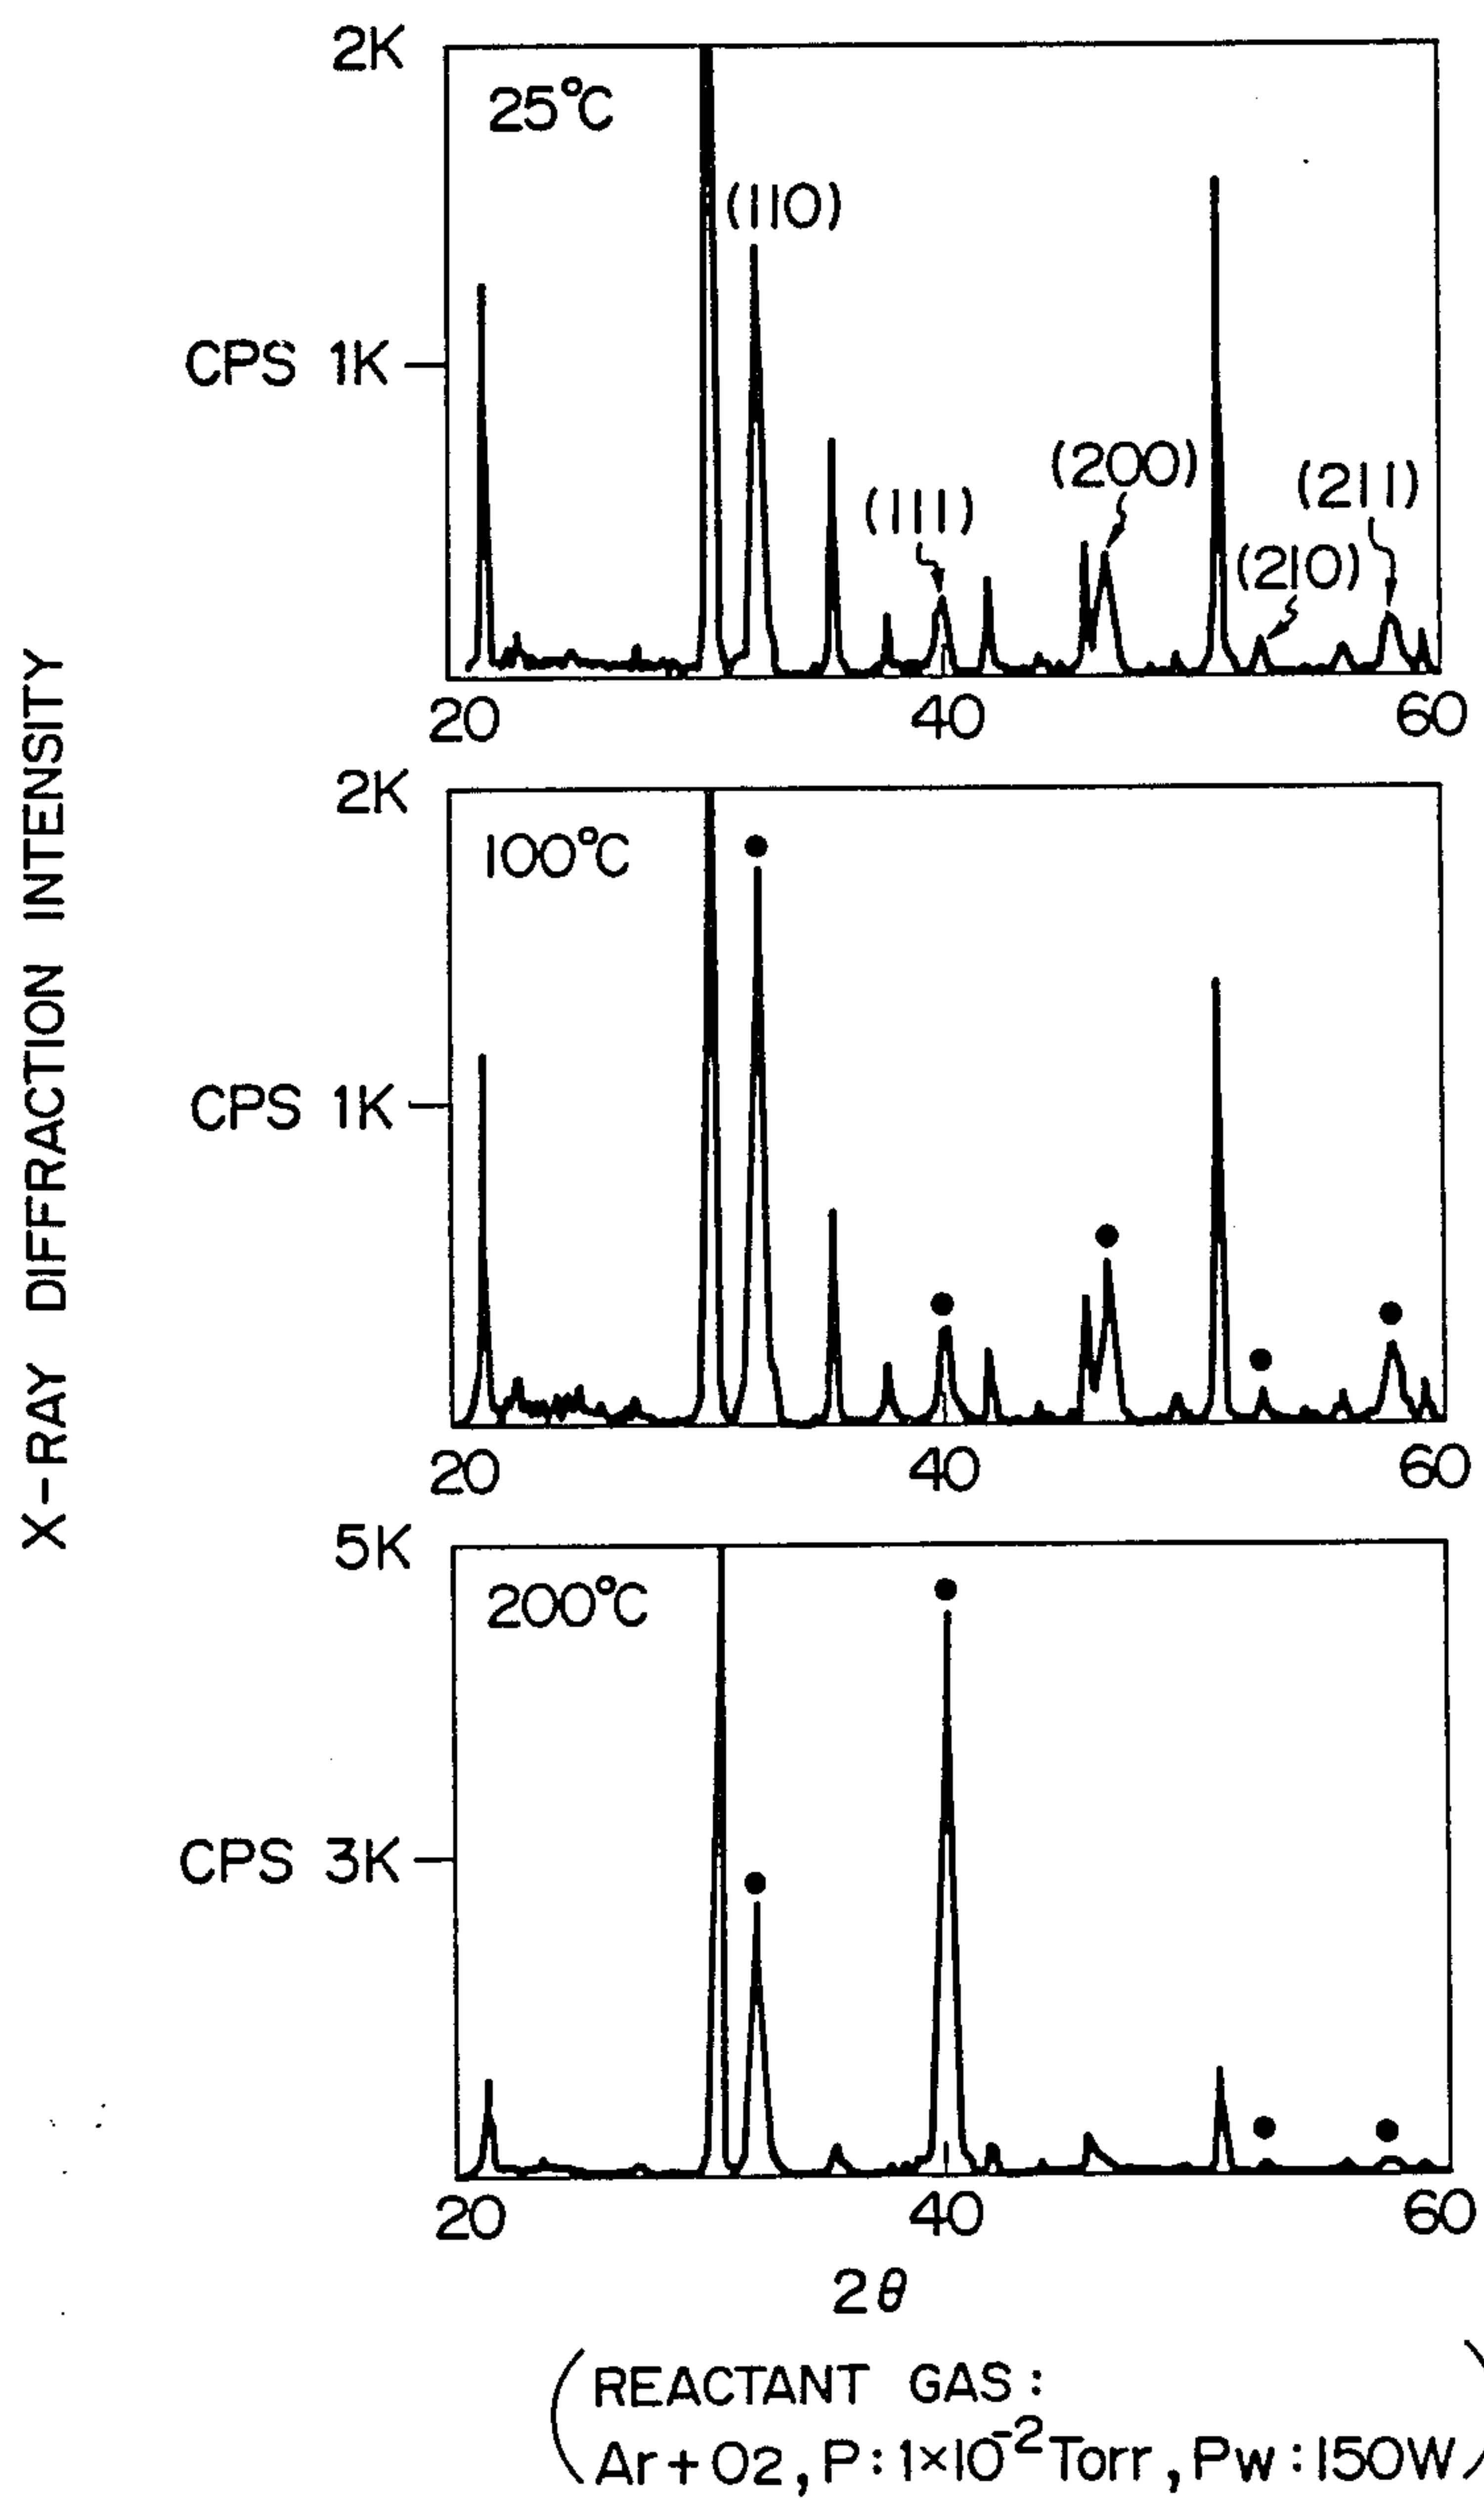 X-RAY DIFFRACTION INTENSITY
2K
25°C
(110)
CPS 1K
(111)
(200)
(210)
(211)
20 40 60
2K
100°C
CPS 1K
20 40 60
5K
200°C
CPS 3K
20 40 60
2θ
(REACTANT GAS:
Ar+O2, P:1×10⁻²Torr, Pw:150W)